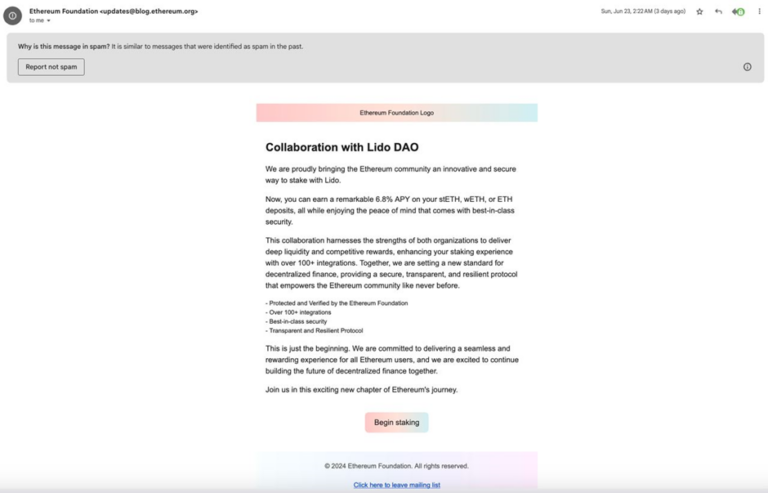 Ethereum Foundation <updates@blog.ethereum.org>
Sun, Jun 23, 2:22 AM (3 days ago)
to me
Why is this message in spam? It is similar to messages that were identified as spam in the past.
Report not spam
Ethereum Foundation Logo
Collaboration with Lido DAO
We are proudly bringing the Ethereum community an innovative and secure
way to stake with Lido.
Now, you can earn a remarkable 6.8% APY on your stETH, wETH, or ETH
deposits, all while enjoying the peace of mind that comes with best-in-class
security.
This collaboration harnesses the strengths of both organizations to deliver
deep liquidity and competitive rewards, enhancing your staking experience
with over 100+ integrations. Together, we are setting a new standard for
decentralized finance, providing a secure, transparent, and resilient protocol
that empowers the Ethereum community like never before.
- Protected and Verified by the Ethereum Foundation
- Over 100+ integrations
- Best-in-class security
- Transparent and Resilient Protocol
This is just the beginning. We are committed to delivering a seamless and
rewarding experience for all Ethereum users, and we are excited to continue
building the future of decentralized finance together.
Join us in this exciting new chapter of Ethereum's journey.
Begin staking
© 2024 Ethereum Foundation. All rights reserved.
Click here to leave mailing list